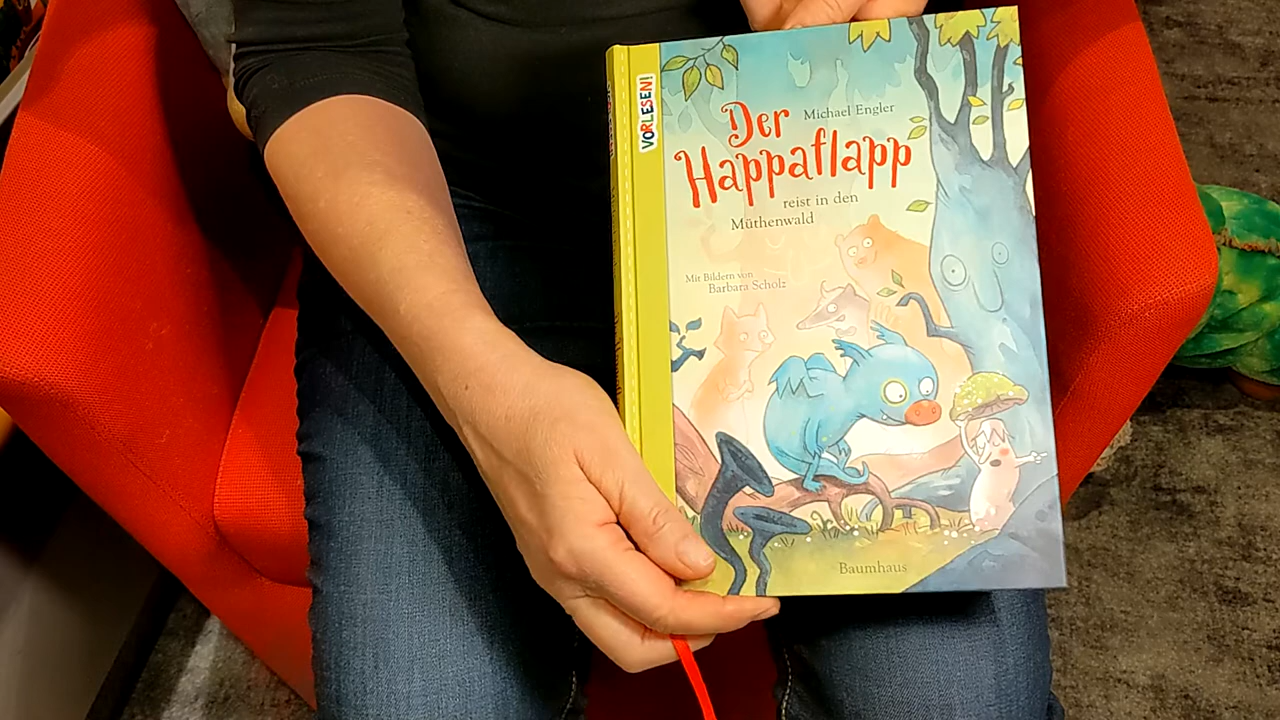 VORLESEN!
Michael Engler
Der
Happaflapp
reist in den
Müthenwald
Mit Bildern von
Barbara Scholz
Baumhaus